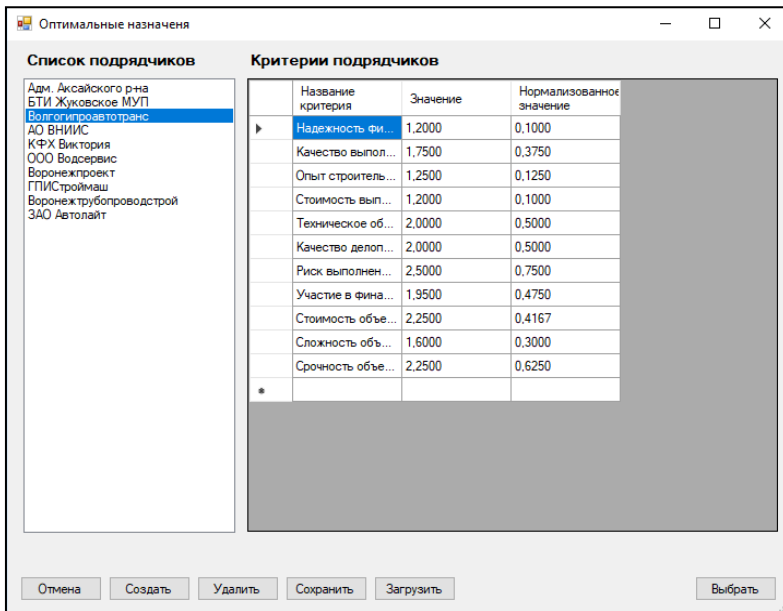 Оптимальные назначеня
Список подрядчиков
Критерии подрядчиков
Адм. Аксайского р-на
БТИ Жуковское МУП
Волгогипроавтотранс
АО ВНИИС
КФХ Виктория
ООО Водсервис
Воронежпроект
ГПИСтроймаш
Воронежтрубопроводстрой
ЗАО Автолайт
Название критерия Значение Нормализованное значение
Надежность фи... 1,2000 0,1000
Качество выпол... 1,7500 0,3750
Опыт строитель... 1,2500 0,1250
Стоимость вып... 1,2000 0,1000
Техническое об... 2,0000 0,5000
Качество делоп... 2,0000 0,5000
Риск выполнен... 2,5000 0,7500
Участие в фина... 1,9500 0,4750
Стоимость объе... 2,2500 0,4167
Сложность объ... 1,6000 0,3000
Срочность объе... 2,2500 0,6250
Отмена Создать Удалить Сохранить Загрузить Выбрать